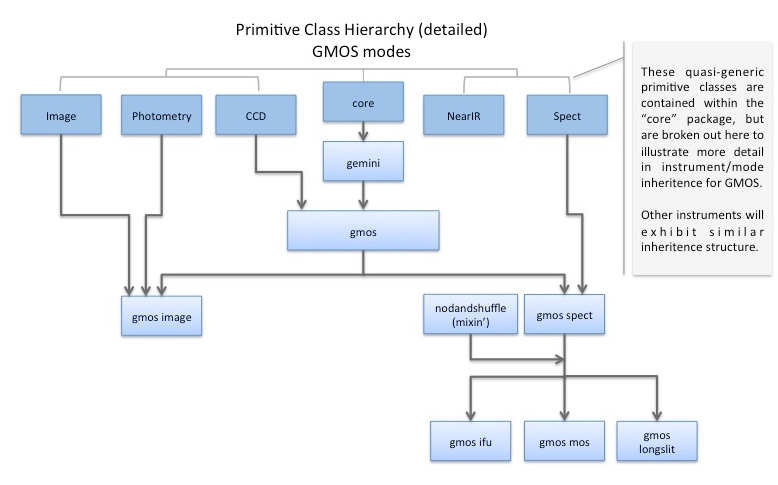 Primitive Class Hierarchy (detailed)
GMOS modes
Image
Photometry
CCD
core
NearIR
Spect
gemini
gmos
gmos image
nodandshuffle
(mixin’)
gmos spect
gmos ifu
gmos mos
gmos
longslit
These quasi-generic
primitive classes are
contained within the
“core” package, but
are broken out here to
illustrate more detail
in instrument/mode
inheritence for GMOS.
Other instruments will
exhibit similar
inheritence structure.